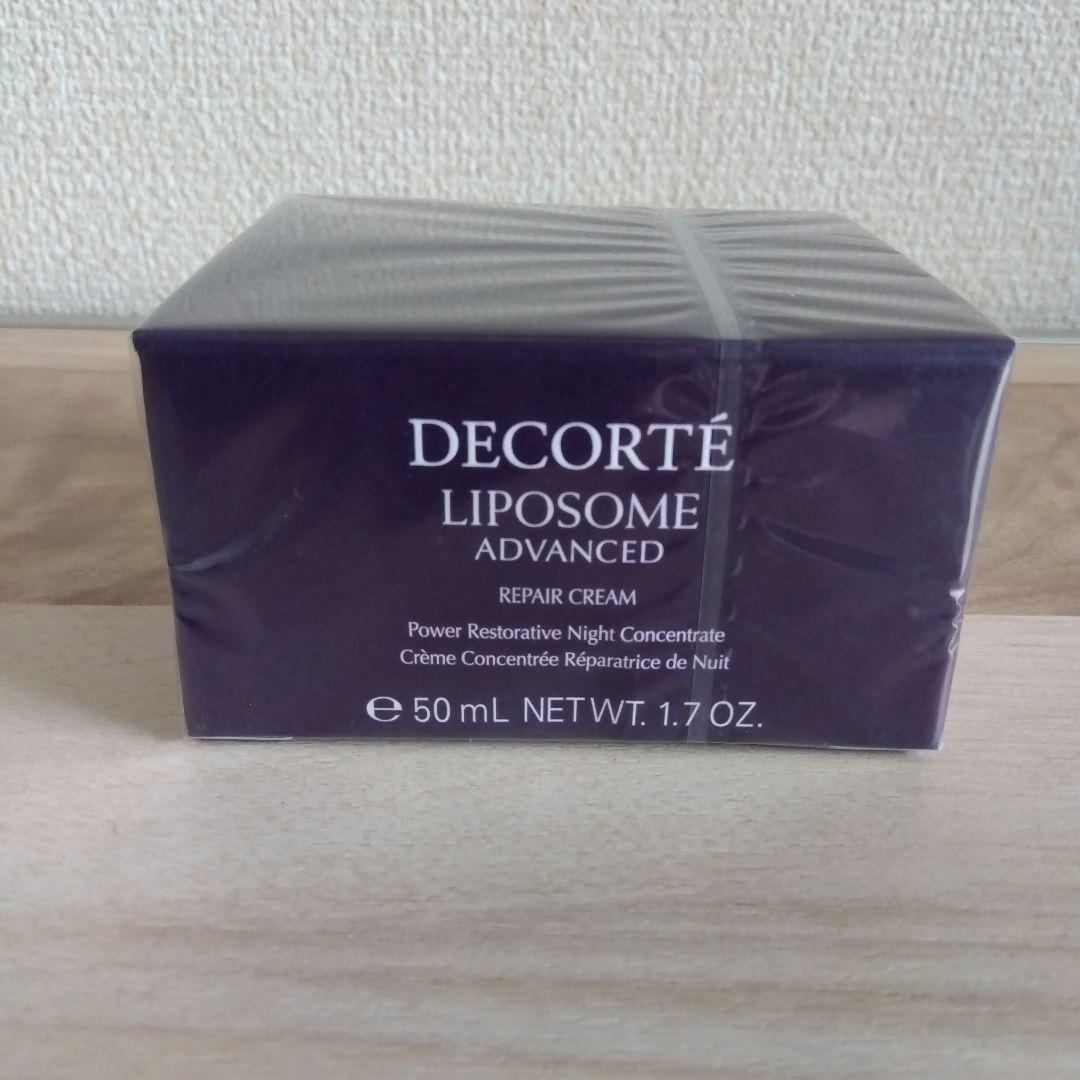 DECORTÉ
LIPOSOME
ADVANCED
REPAIR CREAM
Power Restorative Night Concentrate
Crème Concentrée Réparatrice de Nuit
℮ 50 mL NET WT. 1.7 OZ.